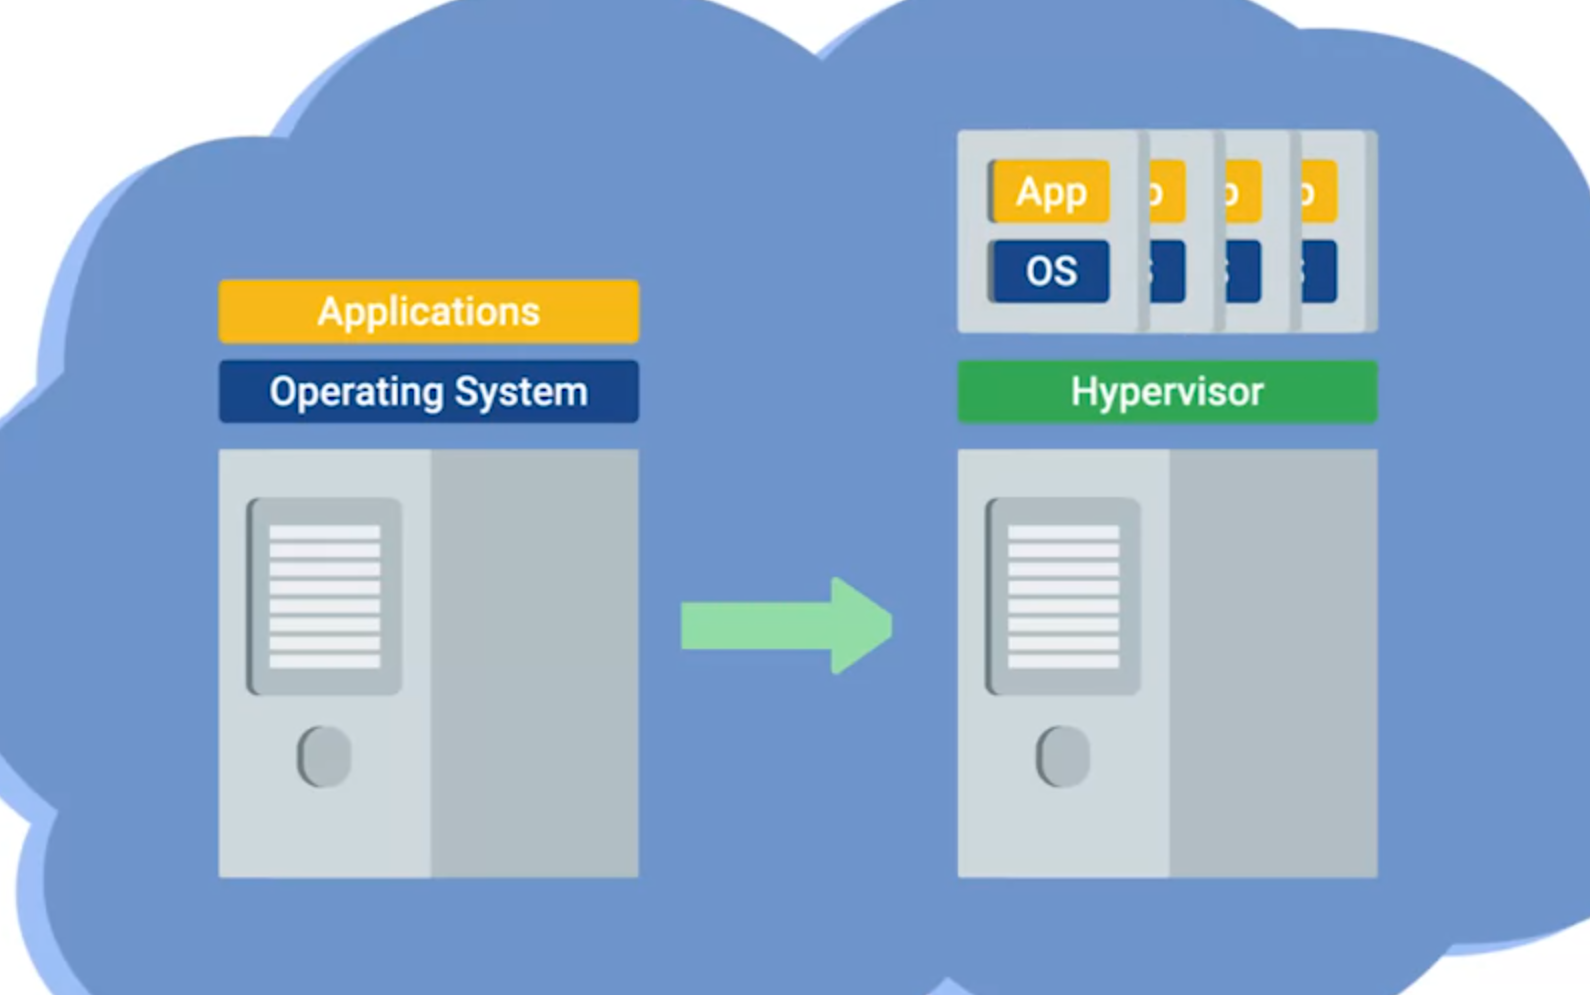 Applications
Operating System
App
OS
Hypervisor